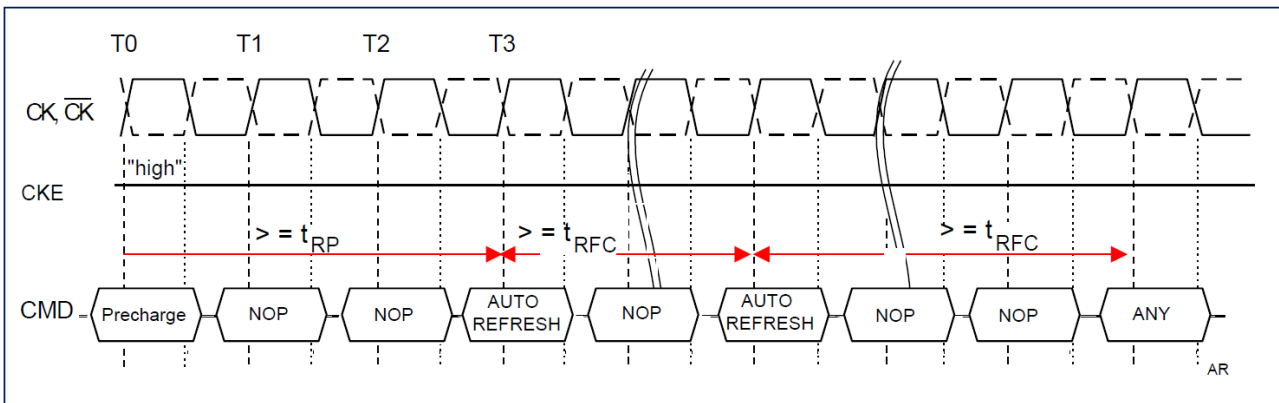 T0 T1 T2 T3
CK, C̅K̅
"high"
CKE
> = tRP > = tRFC > = tRFC
CMD Precharge NOP NOP AUTO REFRESH NOP AUTO REFRESH NOP NOP ANY
AR